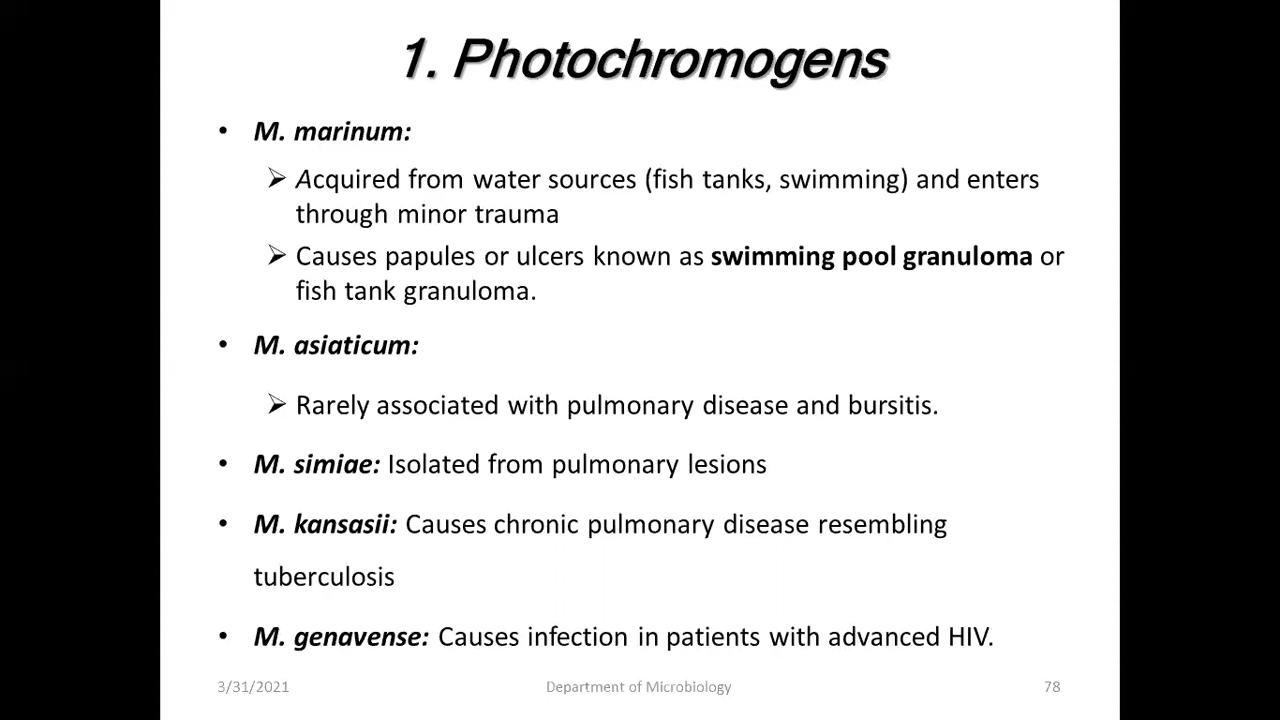 1. Photochromogens
• M. marinum:
➢ Acquired from water sources (fish tanks, swimming) and enters
through minor trauma
➢ Causes papules or ulcers known as swimming pool granuloma or
fish tank granuloma.
• M. asiaticum:
➢ Rarely associated with pulmonary disease and bursitis.
• M. simiae: Isolated from pulmonary lesions
• M. kansasii: Causes chronic pulmonary disease resembling
tuberculosis
• M. genavense: Causes infection in patients with advanced HIV.
3/31/2021 Department of Microbiology 78